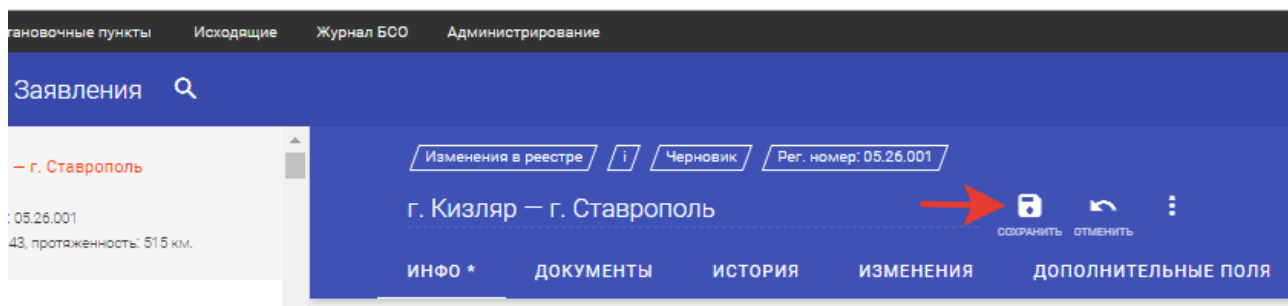 тановочные пункты Исходящие Журнал БСО Администрирование
Заявления
— г. Ставрополь
: 05.26.001
43, протяженность: 515 км.
Изменения в реестре i Черновик Рег. номер: 05.26.001
г. Кизляр — г. Ставрополь
СОХРАНИТЬ ОТМЕНИТЬ
ИНФО * ДОКУМЕНТЫ ИСТОРИЯ ИЗМЕНЕНИЯ ДОПОЛНИТЕЛЬНЫЕ ПОЛЯ